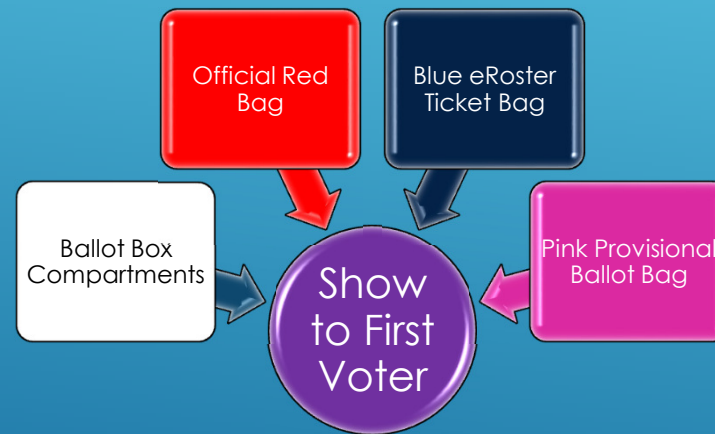 Official Red
Bag
Blue eRoster
Ticket Bag
Ballot Box
Compartments
Pink Provisional
Ballot Bag
Show
to First
Voter